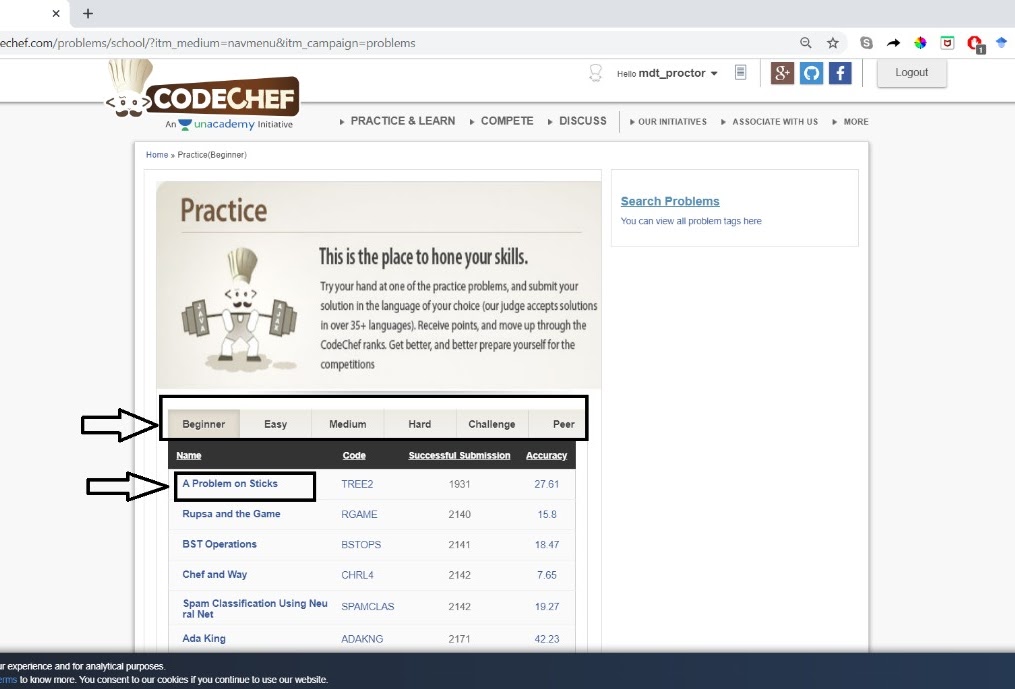 echef.com/problems/school/?itm_medium=navmenu&itm_campaign=problems
1
CODECHEF
An unacademy Initiative
Hello mdt_proctor
g+
f
Logout
PRACTICE & LEARN COMPETE DISCUSS OUR INITIATIVES ASSOCIATE WITH US MORE
Home » Practice(Beginner)
Practice
This is the place to hone your skills.
Try your hand at one of the practice problems, and submit your
solution in the language of your choice (our judge accepts solutions
in over 35+ languages). Receive points, and move up through the
CodeChef ranks. Get better, and better prepare yourself for the
competitions
JAVA
Search Problems
You can view all problem tags here
Beginner Easy Medium Hard Challenge Peer
Name Code Successful Submission Accuracy
A Problem on Sticks TREE2 1931 27.61
Rupsa and the Game RGAME 2140 15.8
BST Operations BSTOPS 2141 18.47
Chef and Way CHRL4 2142 7.65
Spam Classification Using Neu
ral Net SPAMCLAS 2142 19.27
Ada King ADAKNG 2171 42.23
ur experience and for analytical purposes.
erms to know more. You consent to our cookies if you continue to use our website.